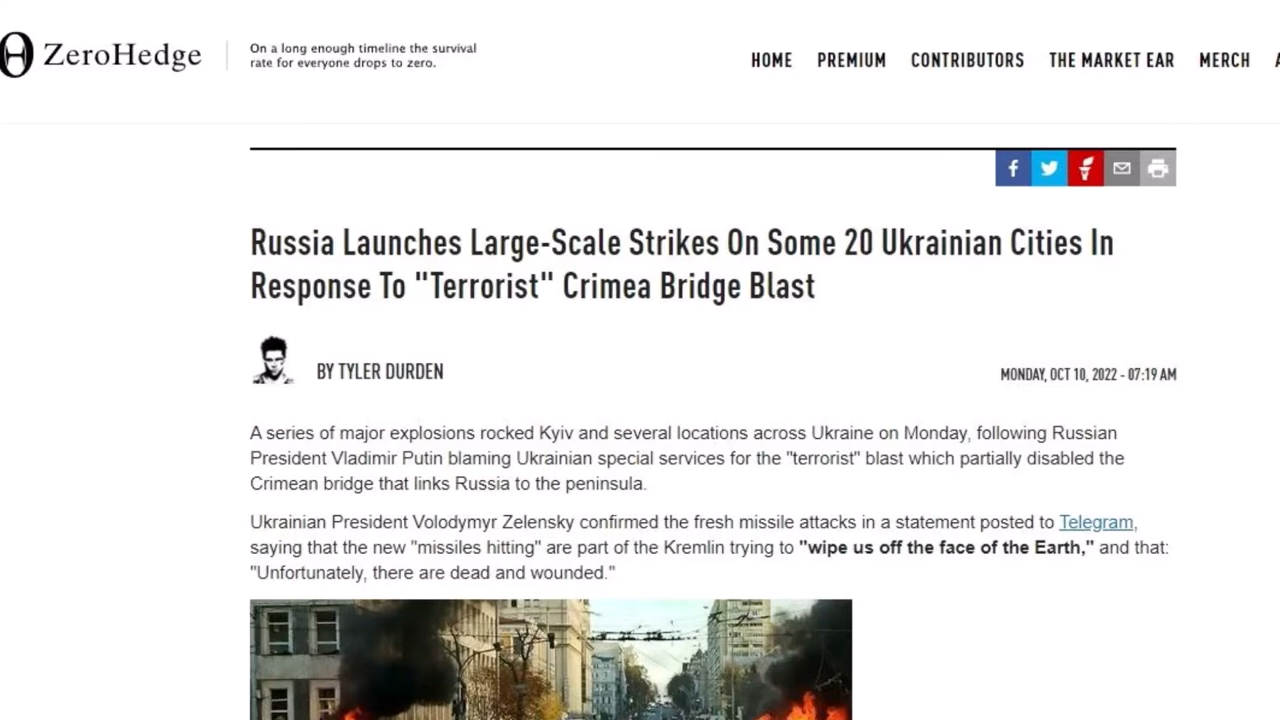 ZeroHedge
On a long enough timeline the survival
rate for everyone drops to zero.
HOME PREMIUM CONTRIBUTORS THE MARKET EAR MERCH
Russia Launches Large-Scale Strikes On Some 20 Ukrainian Cities In
Response To "Terrorist" Crimea Bridge Blast
BY TYLER DURDEN
MONDAY, OCT 10, 2022 - 07:19 AM
A series of major explosions rocked Kyiv and several locations across Ukraine on Monday, following Russian
President Vladimir Putin blaming Ukrainian special services for the "terrorist" blast which partially disabled the
Crimean bridge that links Russia to the peninsula.
Ukrainian President Volodymyr Zelensky confirmed the fresh missile attacks in a statement posted to Telegram,
saying that the new "missiles hitting" are part of the Kremlin trying to "wipe us off the face of the Earth," and that:
"Unfortunately, there are dead and wounded."